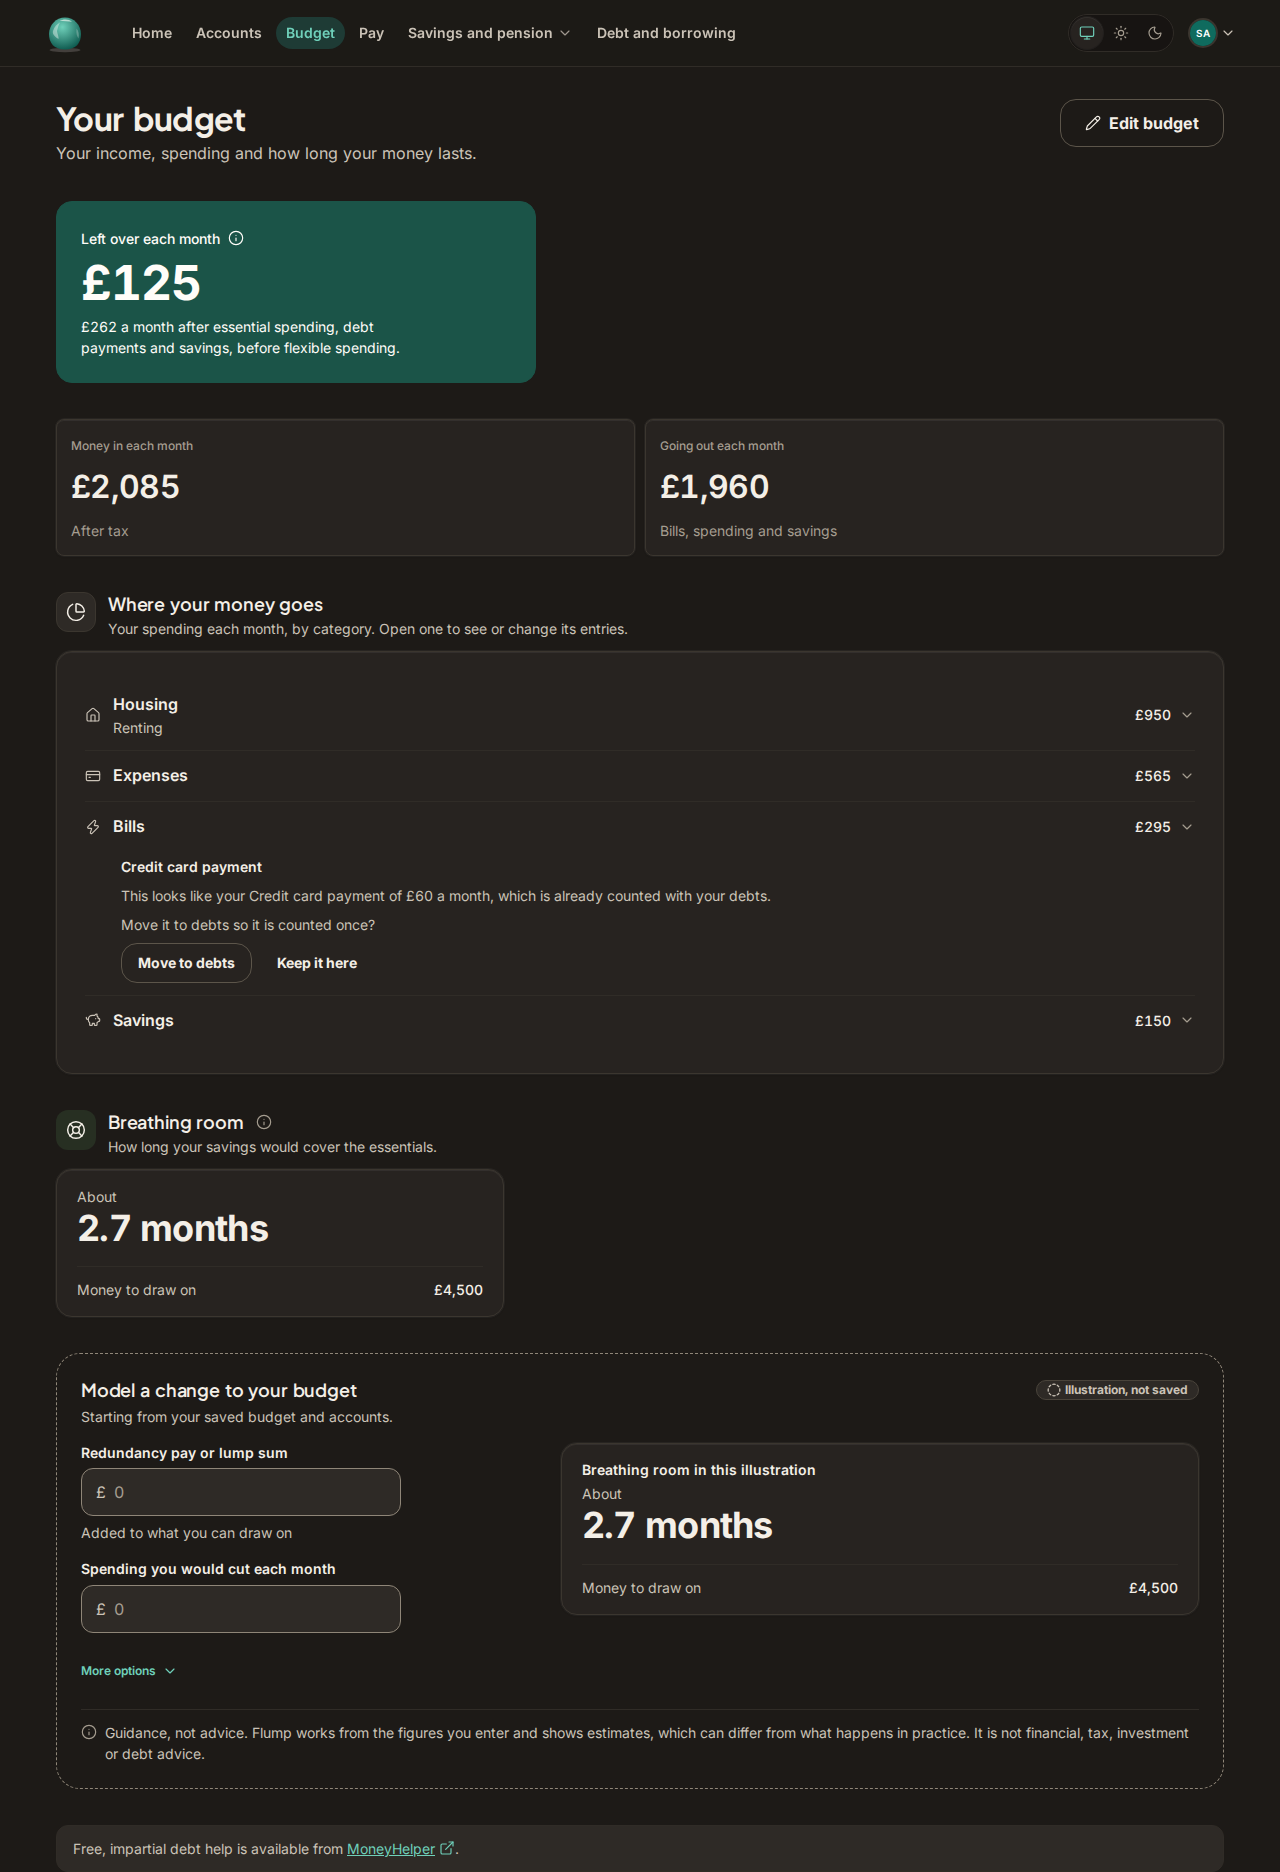 Home
Accounts
Budget
Pay
Savings and pension
Debt and borrowing
SA
Your budget
Your income, spending and how long your money lasts.
Edit budget
Left over each month
£125
£262 a month after essential spending, debt
payments and savings, before flexible spending.
Money in each month
£2,085
After tax
Going out each month
£1,960
Bills, spending and savings
Where your money goes
Your spending each month, by category. Open one to see or change its entries.
Housing
Renting
£950
Expenses
£565
Bills
£295
Credit card payment
This looks like your Credit card payment of £60 a month, which is already counted with your debts.
Move it to debts so it is counted once?
Move to debts
Keep it here
Savings
£150
Breathing room
How long your savings would cover the essentials.
About
2.7 months
Money to draw on
£4,500
Model a change to your budget
Illustration, not saved
Starting from your saved budget and accounts.
Redundancy pay or lump sum
£ 0
Added to what you can draw on
Spending you would cut each month
£ 0
More options
Breathing room in this illustration
About
2.7 months
Money to draw on
£4,500
Guidance, not advice. Flump works from the figures you enter and shows estimates, which can differ from what happens in practice. It is not financial, tax, investment
or debt advice.
Free, impartial debt help is available from MoneyHelper.